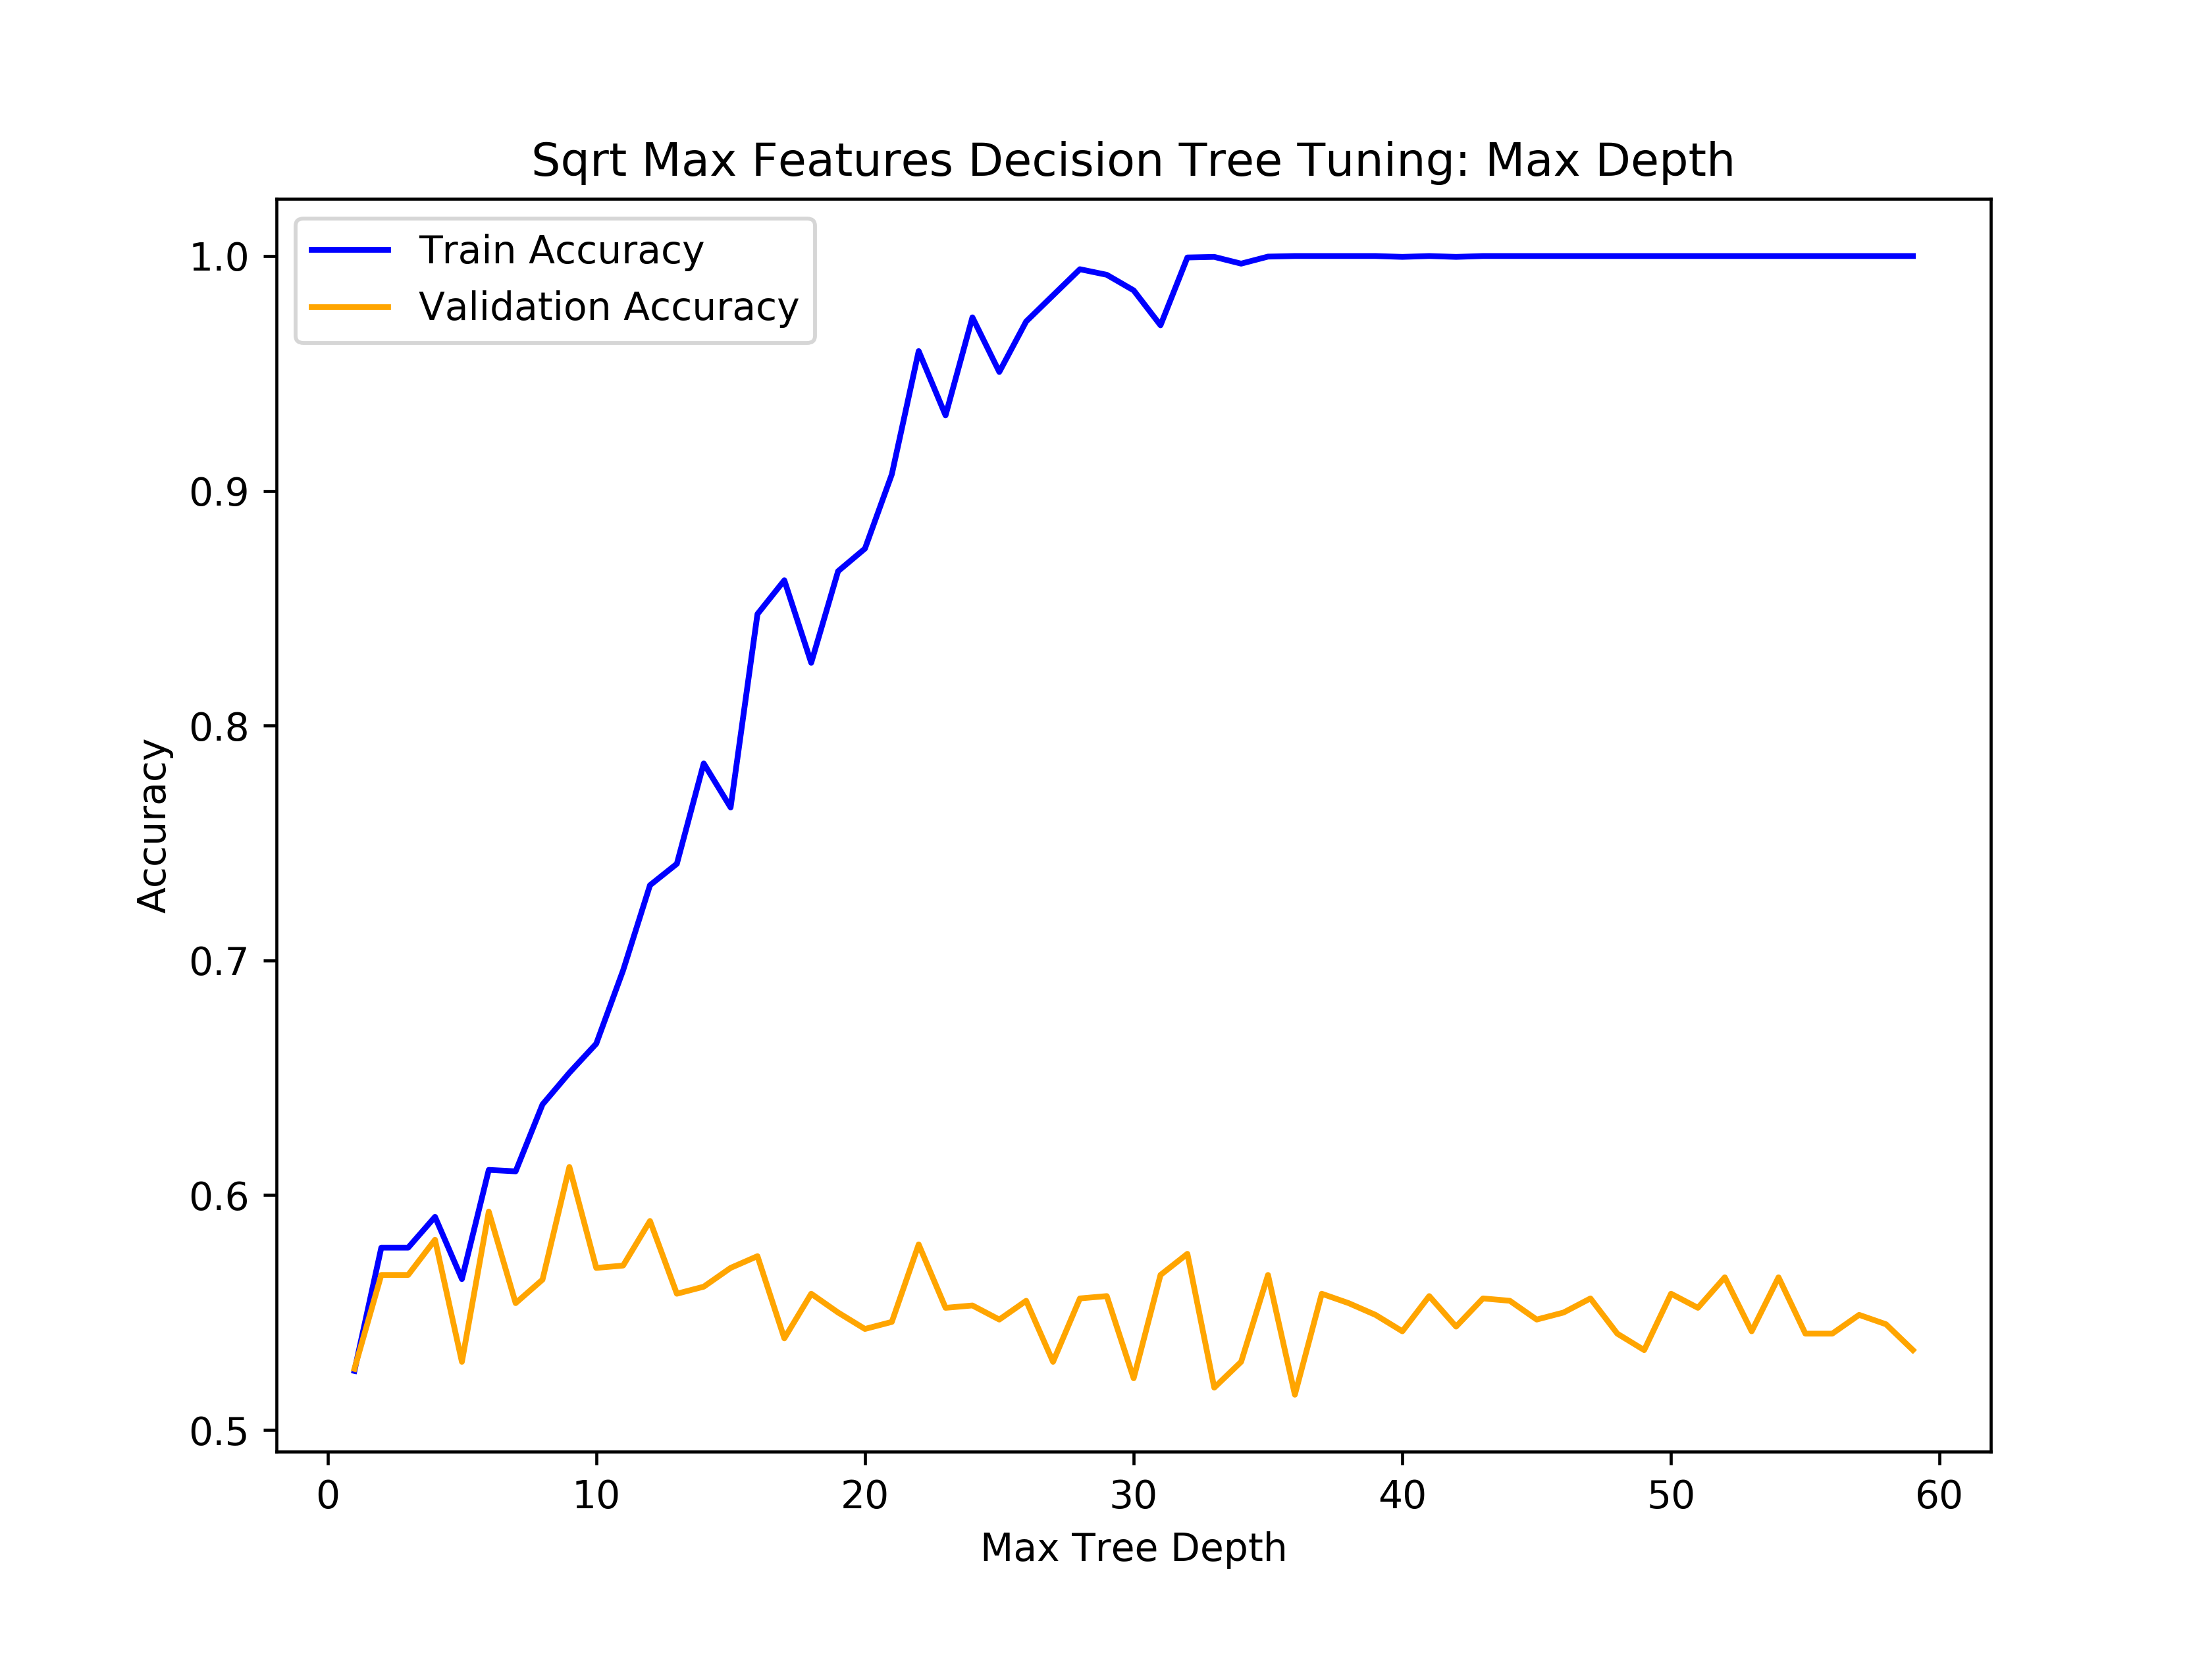 Sqrt Max Features Decision Tree Tuning: Max Depth
Train Accuracy
Validation Accuracy
1.0
0.9
0.8
0.7
0.6
0.5
Accuracy
0 10 20 30 40 50 60
Max Tree Depth